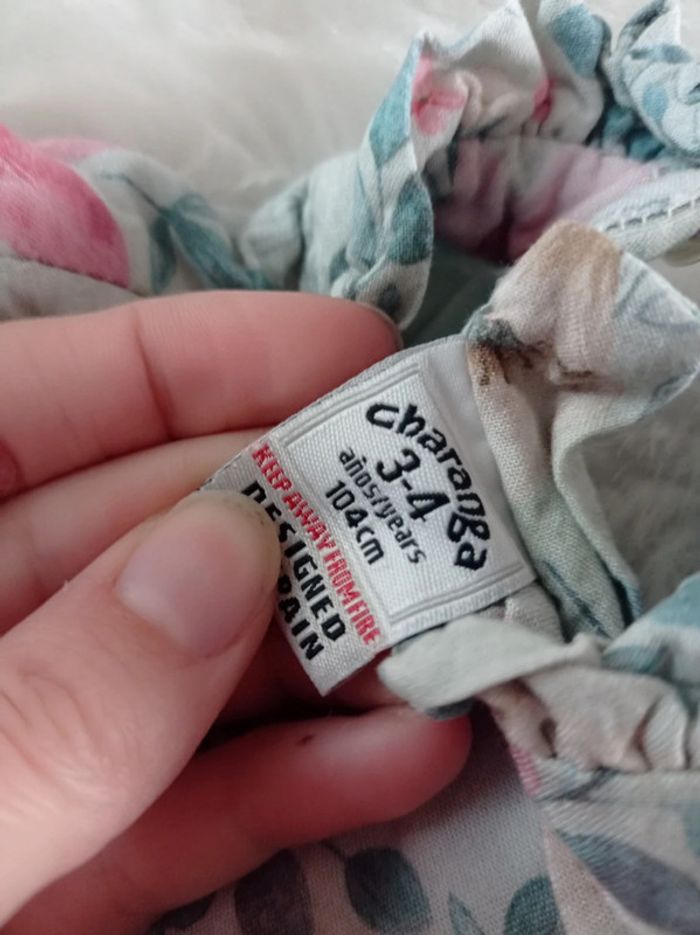 charanga
3-4
años/years
104cm
KEEP AWAY FROM FIRE
DESIGNED
PAIN